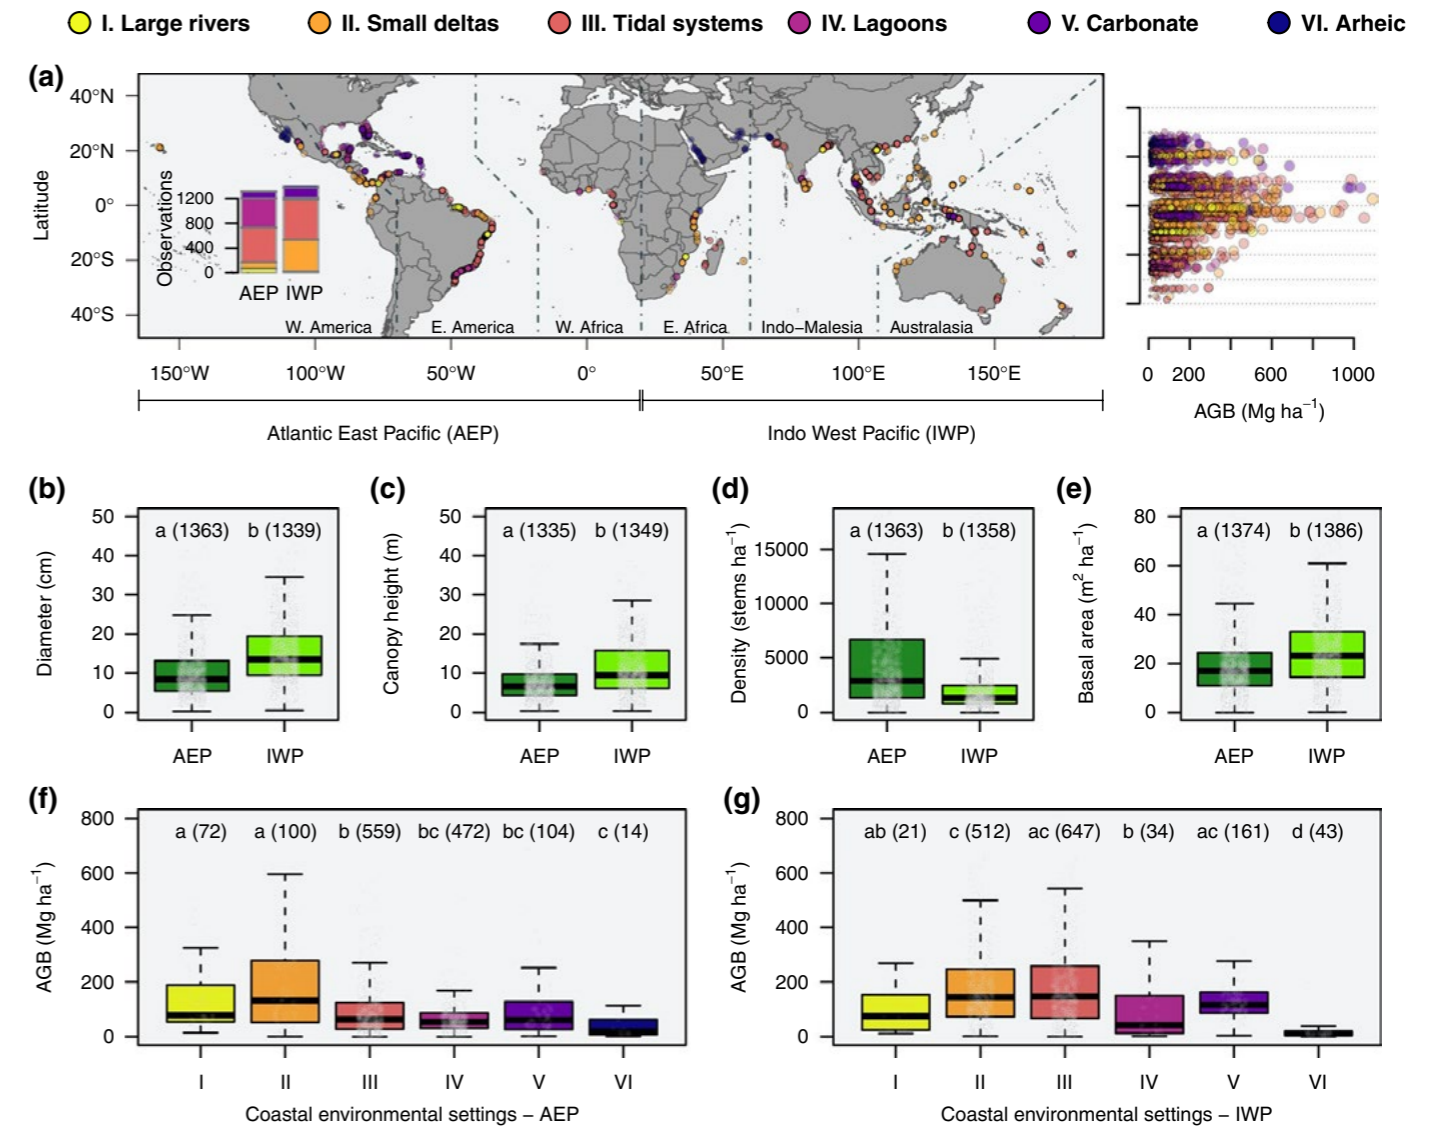 I. Large rivers II. Small deltas III. Tidal systems IV. Lagoons V. Carbonate VI. Arheic
(a)
Latitude
40°N
20°N
0°
20°S
40°S
Observations
1200
800
400
0
AEP IWP
W. America E. America W. Africa E. Africa Indo–Malesia Australasia
150°W 100°W 50°W 0° 50°E 100°E 150°E
Atlantic East Pacific (AEP) Indo West Pacific (IWP)
0 200 600 1000
AGB (Mg ha⁻¹)
(b)
Diameter (cm)
50
40
30
20
10
0
a (1363) b (1339)
AEP IWP
(c)
Canopy height (m)
50
40
30
20
10
0
a (1335) b (1349)
AEP IWP
(d)
Density (stems ha⁻¹)
15000
10000
5000
0
a (1363) b (1358)
AEP IWP
(e)
Basal area (m² ha⁻¹)
80
60
40
20
0
a (1374) b (1386)
AEP IWP
(f)
AGB (Mg ha⁻¹)
800
600
400
200
0
a (72) a (100) b (559) bc (472) bc (104) c (14)
I II III IV V VI
Coastal environmental settings – AEP
(g)
AGB (Mg ha⁻¹)
800
600
400
200
0
ab (21) c (512) ac (647) b (34) ac (161) d (43)
I II III IV V VI
Coastal environmental settings – IWP